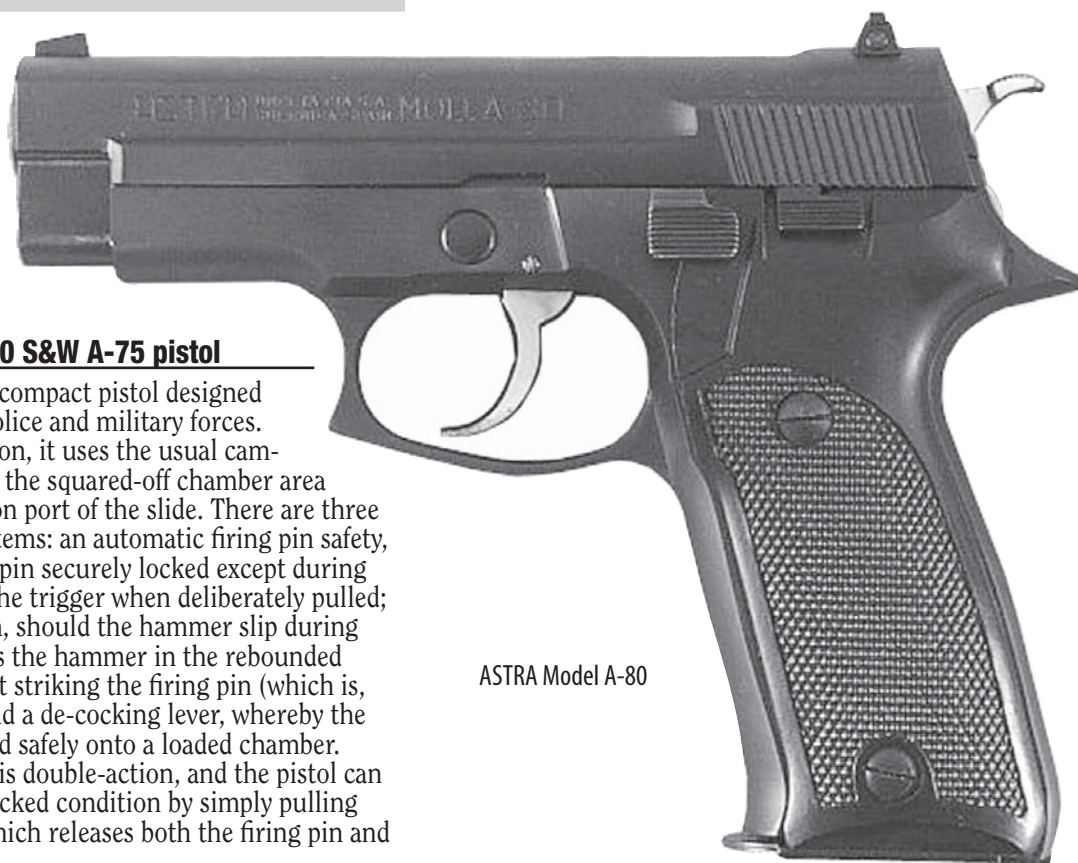 0 S&W A-75 pistol
compact pistol designed
olice and military forces.
on, it uses the usual cam-
the squared-off chamber area
on port of the slide. There are three
tems: an automatic firing pin safety,
pin securely locked except during
he trigger when deliberately pulled;
, should the hammer slip during
s the hammer in the rebounded
t striking the firing pin (which is,
d a de-cocking lever, whereby the
d safely onto a loaded chamber.
is double-action, and the pistol can
cked condition by simply pulling
hich releases both the firing pin and
ASTRA Model A-80
ASTRA MOD. A-80